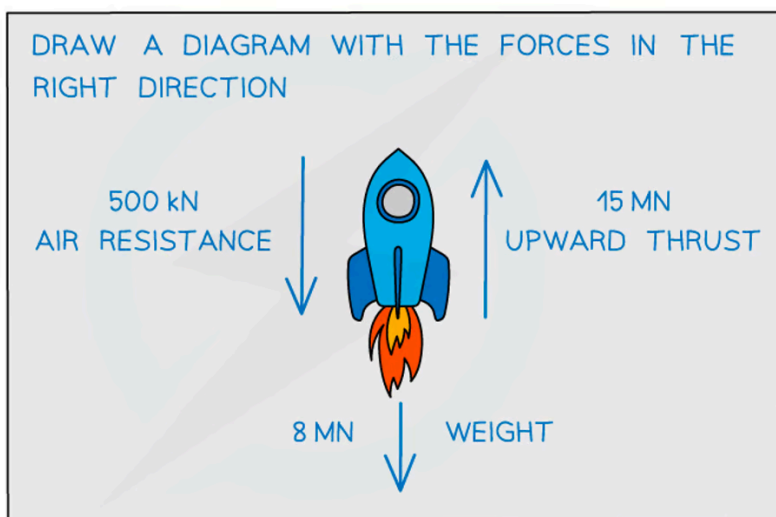 DRAW A DIAGRAM WITH THE FORCES IN THE
RIGHT DIRECTION
500 kN
AIR RESISTANCE
15 MN
UPWARD THRUST
8 MN
WEIGHT